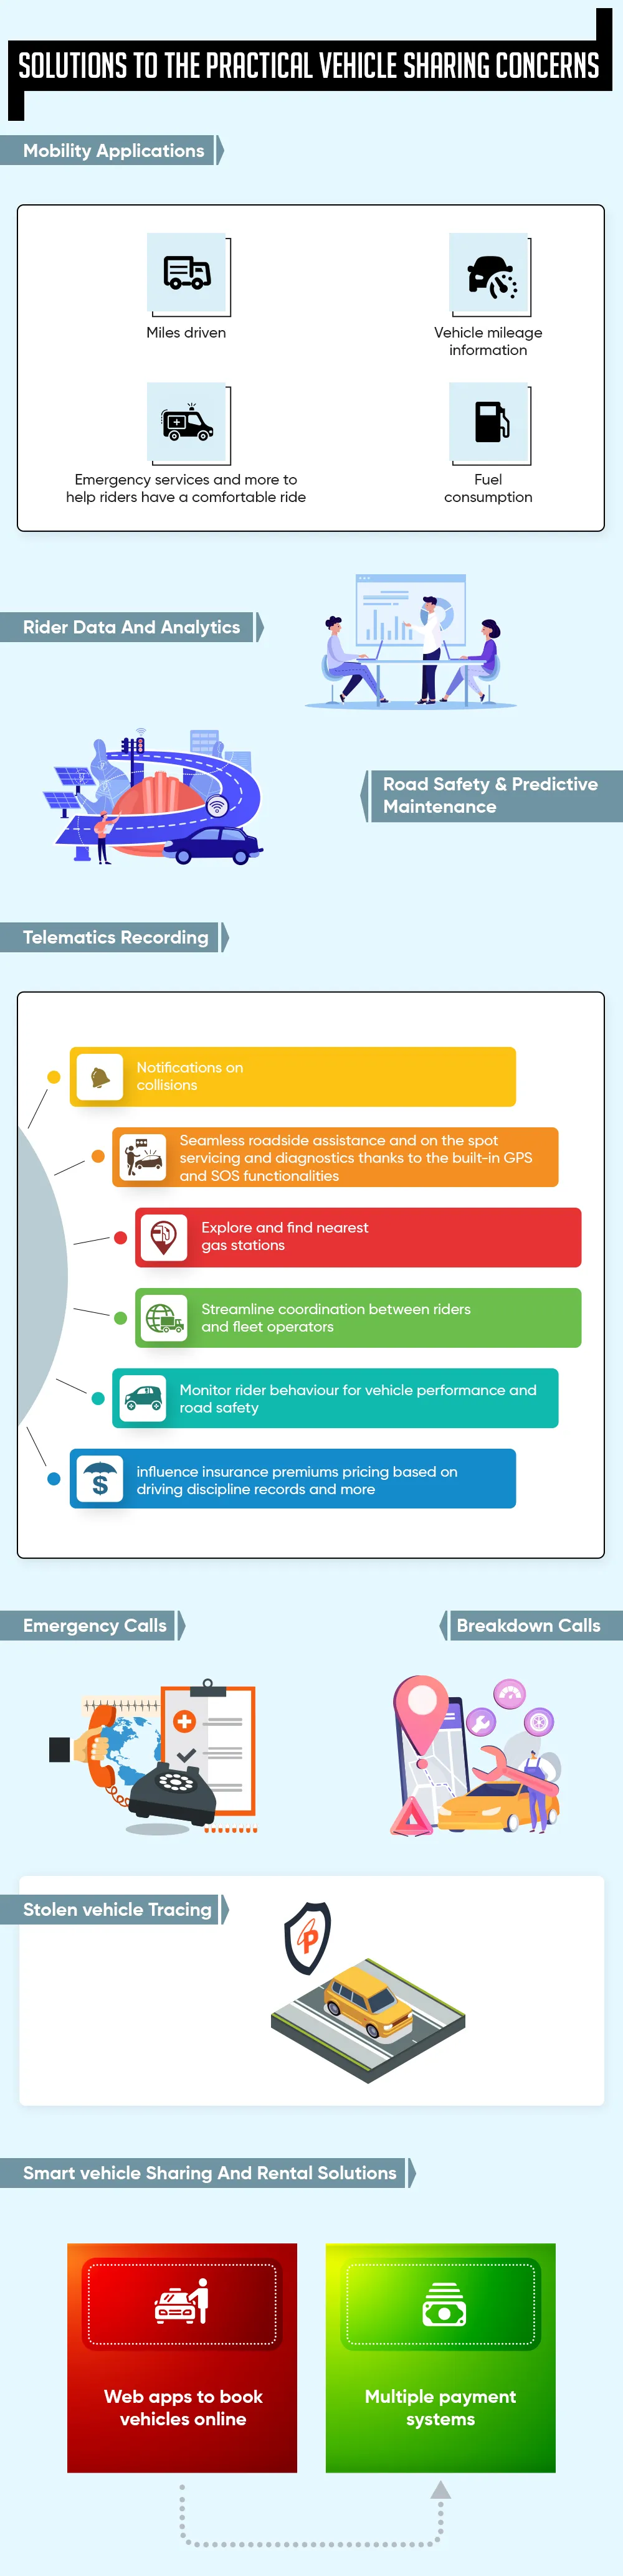 SOLUTIONS TO THE PRACTICAL VEHICLE SHARING CONCERNS
Mobility Applications
Miles driven
Vehicle mileage
information
Emergency services and more to
help riders have a comfortable ride
Fuel
consumption
Rider Data And Analytics
Road Safety & Predictive
Maintenance
Telematics Recording
Notifications on
collisions
Seamless roadside assistance and on the spot
servicing and diagnostics thanks to the built-in GPS
and SOS functionalities
Explore and find nearest
gas stations
Streamline coordination between riders
and fleet operators
Monitor rider behaviour for vehicle performance and
road safety
influence insurance premiums pricing based on
driving discipline records and more
Emergency Calls
Breakdown Calls
Stolen vehicle Tracing
P
Smart vehicle Sharing And Rental Solutions
Web apps to book
vehicles online
Multiple payment
systems